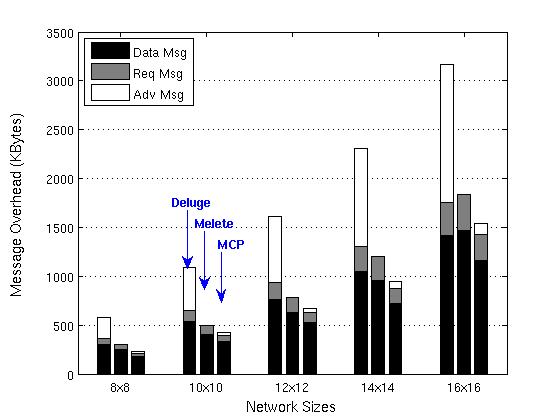 3500
3000
2500
2000
1500
1000
500
0
Message Overhead (KBytes)
Data Msg
Req Msg
Adv Msg
Deluge
Melete
MCP
8x8
10x10
12x12
14x14
16x16
Network Sizes